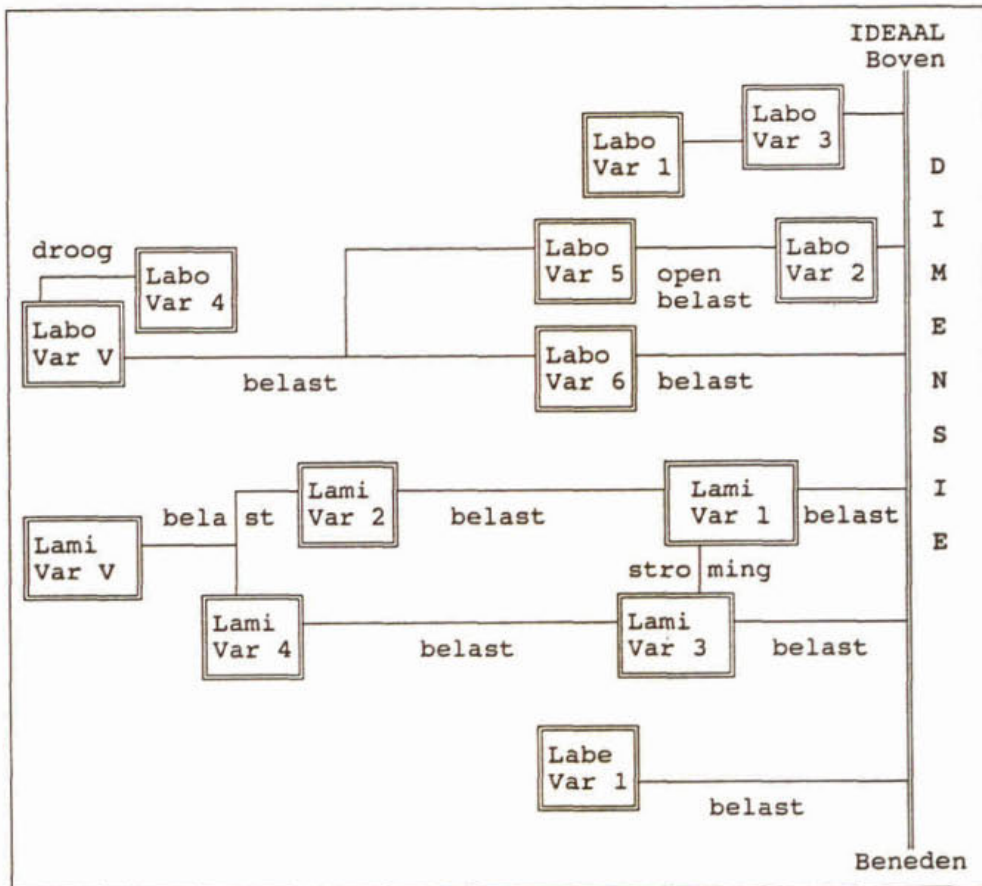 IDEAAL
Boven
Labo
Var 3
Labo
Var 1
D
I
M
E
N
S
I
E
droog
Labo
Var 4
Labo
Var V
belast
Labo
Var 5
open
belast
Labo
Var 2
Labo
Var 6
belast
Lami
Var V
bela st
Lami
Var 2
belast
Lami
Var 1
belast
stro ming
Lami
Var 4
belast
Lami
Var 3
belast
Labe
Var 1
belast
Beneden